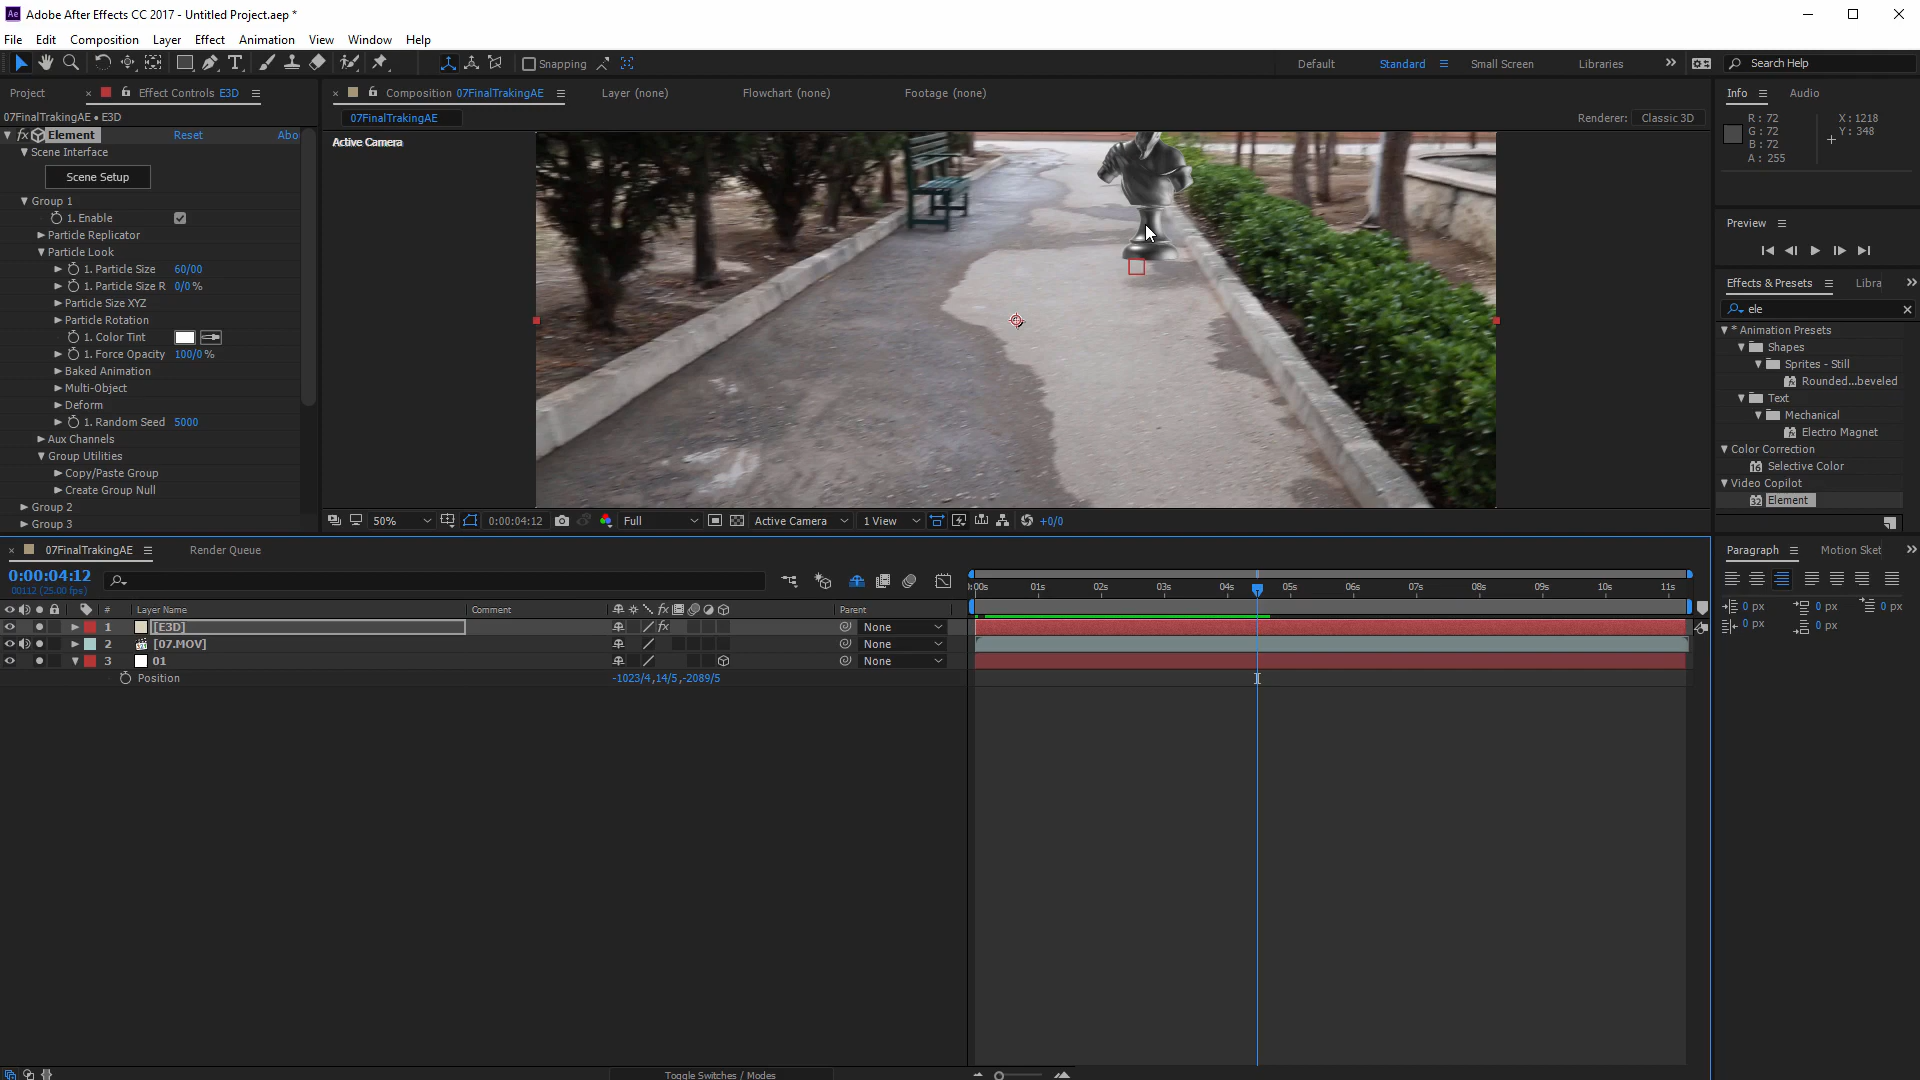 Adobe After Effects CC 2017 - Untitled Project.aep *
File Edit Composition Layer Effect Animation View Window Help
Snapping Default Standard Small Screen Libraries Search Help
Project Effect Controls E3D Composition 07FinalTrakingAE Layer (none) Flowchart (none) Footage (none) Info Audio
07FinalTrakingAE • E3D 07FinalTrakingAE Renderer: Classic 3D
R : 72 X : 1218
G : 72 Y : 348
B : 72
A : 255
Active Camera
fx Element Reset Abo
Scene Interface
Scene Setup
Group 1
1. Enable
Particle Replicator
Particle Look
1. Particle Size 60/00
1. Particle Size R 0/0 %
Particle Size XYZ
Particle Rotation
1. Color Tint
1. Force Opacity 100/0 %
Baked Animation
Multi-Object
Deform
1. Random Seed 5000
Aux Channels
Group Utilities
Copy/Paste Group
Create Group Null
Group 2
Group 3
Preview
Effects & Presets Libra
ele
* Animation Presets
Shapes
Sprites - Still
Rounded...beveled
Text
Mechanical
Electro Magnet
Color Correction
16 Selective Color
Video Copilot
32 Element
50% 0:00:04:12 Full Active Camera 1 View +0/0
07FinalTrakingAE Render Queue
0:00:04:12
00112 (25.00 fps)
:00s 01s 02s 03s 04s 05s 06s 07s 08s 09s 10s 11s
# Layer Name Comment fx Parent
1 [E3D] fx None
2 [07.MOV] None
3 01 None
Position -1023/4,14/5,-2089/5
Toggle Switches / Modes
Paragraph Motion Sket
0 px 0 px 0 px
0 px 0 px